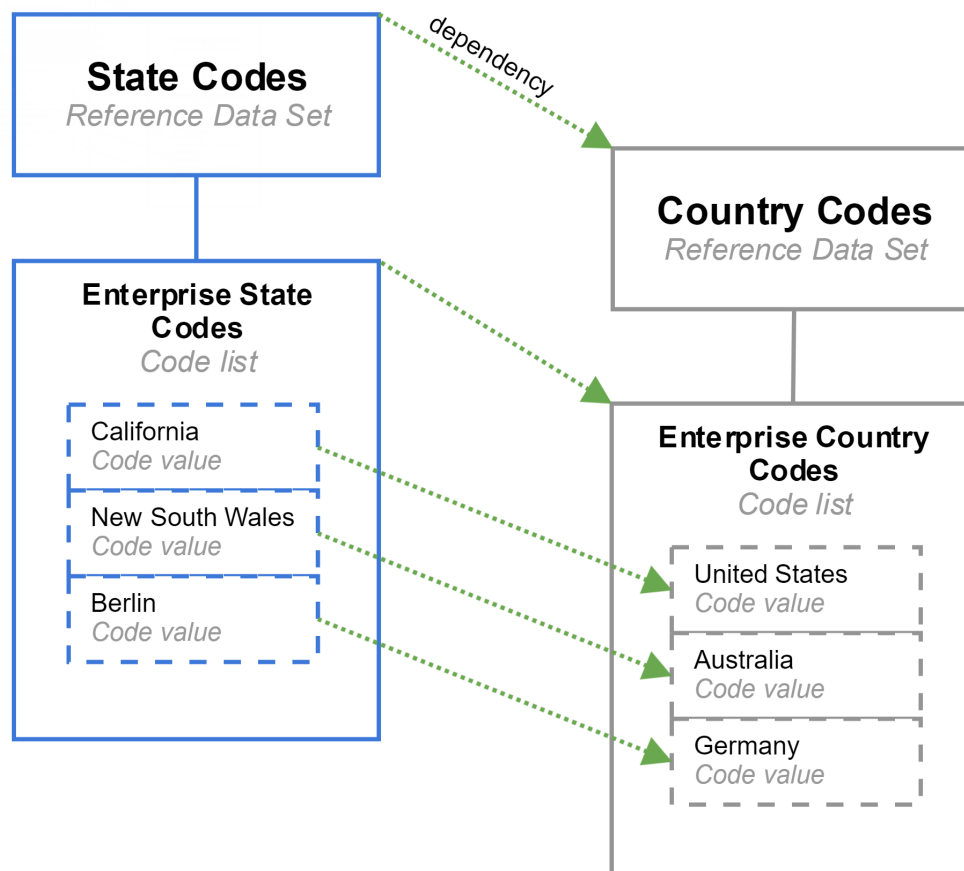 dependency
State Codes
Reference Data Set
Country Codes
Reference Data Set
Enterprise State
Codes
Code list
California
Code value
New South Wales
Code value
Berlin
Code value
Enterprise Country
Codes
Code list
United States
Code value
Australia
Code value
Germany
Code value